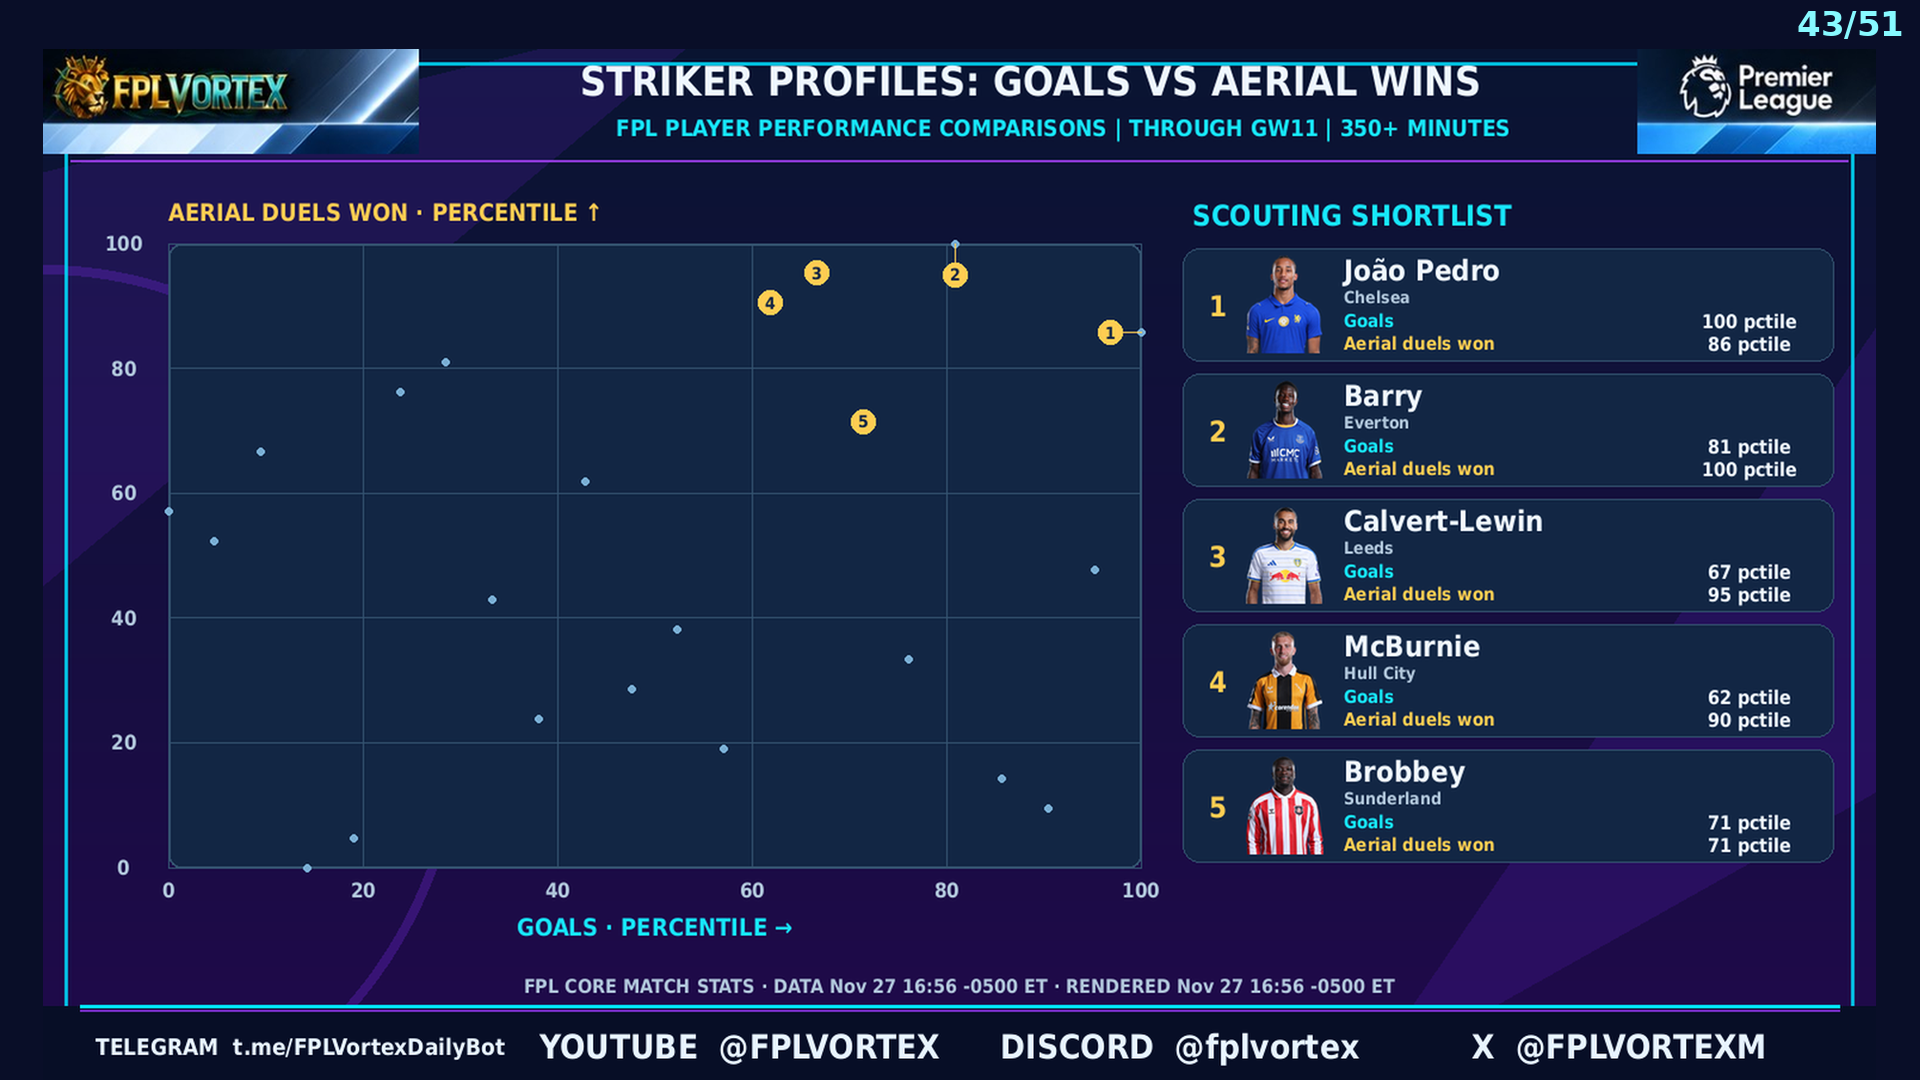 43/51
FPLVORTEX
Premier
League
STRIKER PROFILES: GOALS VS AERIAL WINS
FPL PLAYER PERFORMANCE COMPARISONS | THROUGH GW11 | 350+ MINUTES
AERIAL DUELS WON · PERCENTILE ↑
100
80
60
40
20
0
0 20 40 60 80 100
1
2
3
4
5
GOALS · PERCENTILE →
SCOUTING SHORTLIST
1
João Pedro
Chelsea
Goals 100 pctile
Aerial duels won 86 pctile
2
Barry
Everton
Goals 81 pctile
Aerial duels won 100 pctile
3
Calvert-Lewin
Leeds
Goals 67 pctile
Aerial duels won 95 pctile
4
McBurnie
Hull City
Goals 62 pctile
Aerial duels won 90 pctile
5
Brobbey
Sunderland
Goals 71 pctile
Aerial duels won 71 pctile
FPL CORE MATCH STATS · DATA Nov 27 16:56 -0500 ET · RENDERED Nov 27 16:56 -0500 ET
TELEGRAM t.me/FPLVortexDailyBot YOUTUBE @FPLVORTEX DISCORD @fplvortex X @FPLVORTEXM